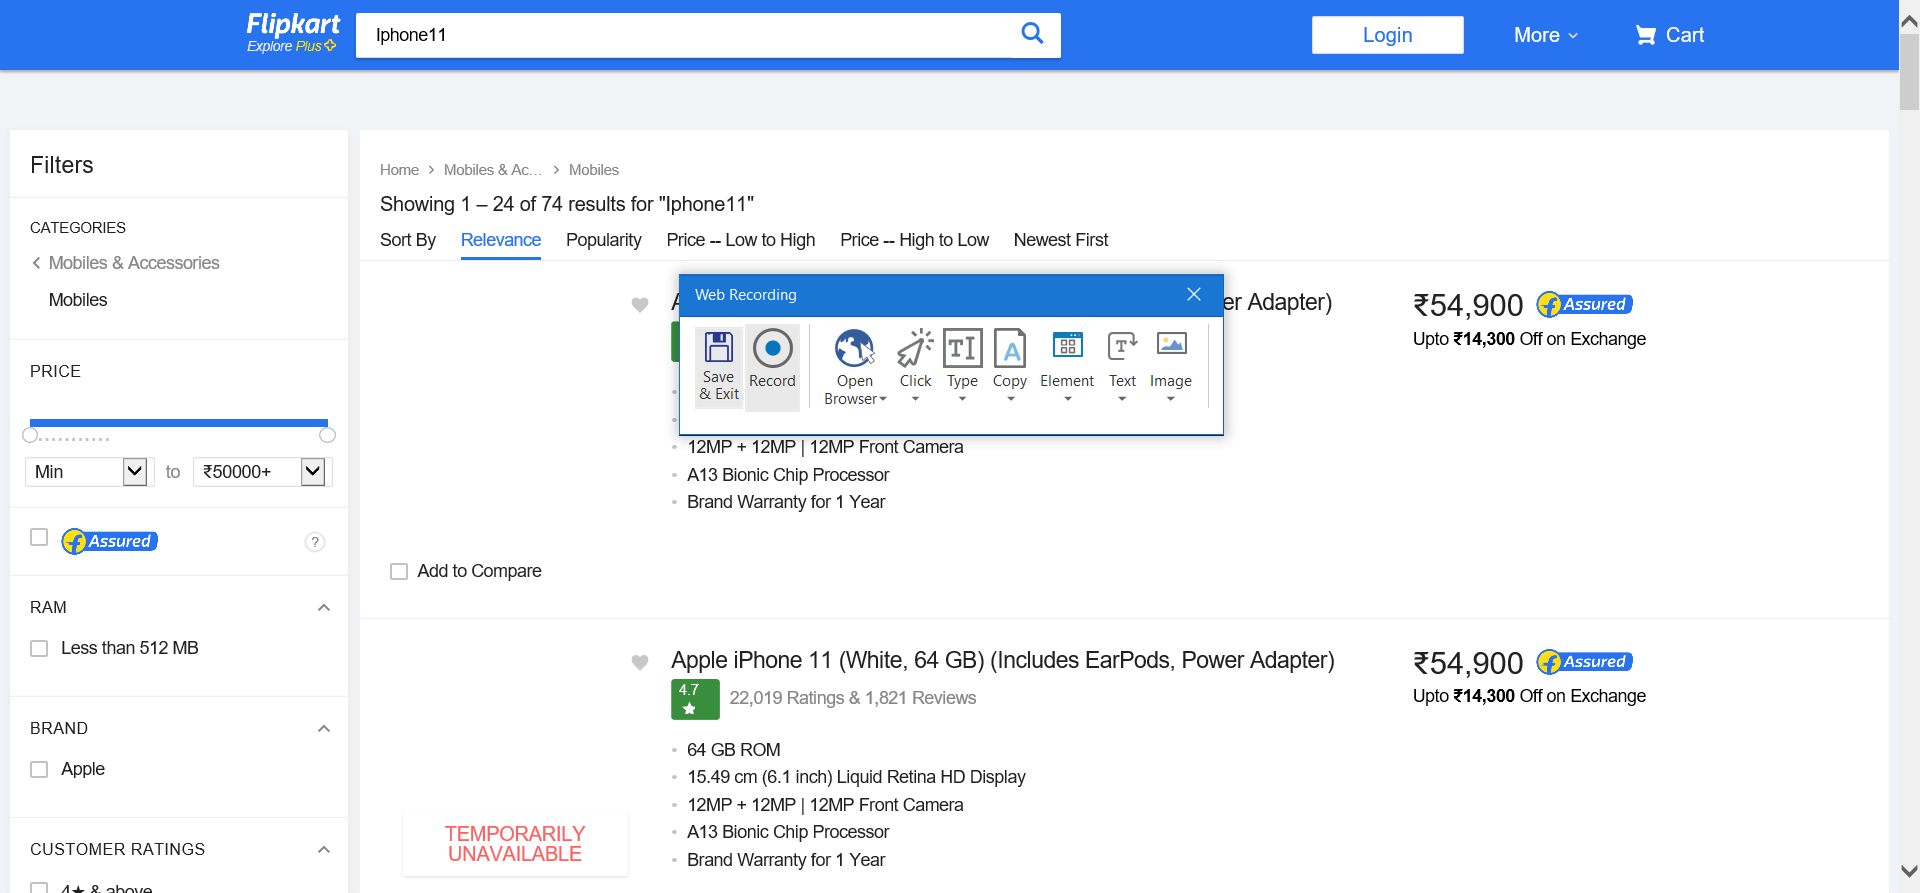 Flipkart
Explore Plus
Iphone11
Login
More
Cart
Filters
CATEGORIES
Mobiles & Accessories
Mobiles
PRICE
Min
to
₹50000+
Assured
?
RAM
Less than 512 MB
BRAND
Apple
CUSTOMER RATINGS
4★ & above
Home > Mobiles & Ac... > Mobiles
Showing 1 – 24 of 74 results for "Iphone11"
Sort By Relevance Popularity Price -- Low to High Price -- High to Low Newest First
er Adapter)
₹54,900
Assured
Upto ₹14,300 Off on Exchange
Web Recording
Save & Exit
Record
Open Browser
Click
Type
Copy
Element
Text
Image
12MP + 12MP | 12MP Front Camera
A13 Bionic Chip Processor
Brand Warranty for 1 Year
Add to Compare
Apple iPhone 11 (White, 64 GB) (Includes EarPods, Power Adapter)
4.7★
22,019 Ratings & 1,821 Reviews
64 GB ROM
15.49 cm (6.1 inch) Liquid Retina HD Display
12MP + 12MP | 12MP Front Camera
A13 Bionic Chip Processor
Brand Warranty for 1 Year
₹54,900
Assured
Upto ₹14,300 Off on Exchange
TEMPORARILY
UNAVAILABLE